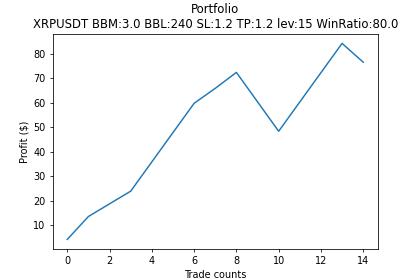 Portfolio
XRPUSDT BBM:3.0 BBL:240 SL:1.2 TP:1.2 lev:15 WinRatio:80.0
80
70
60
50
40
30
20
10
Profit ($)
0 2 4 6 8 10 12 14
Trade counts